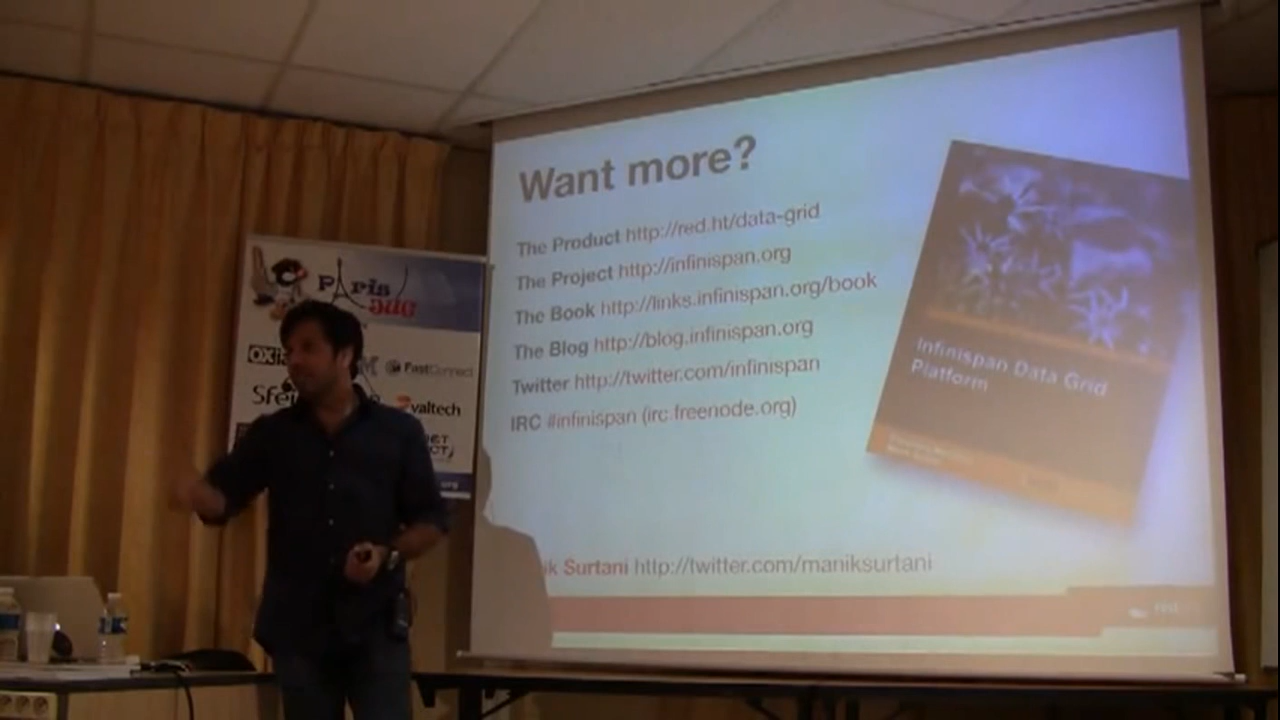 Want more?
The Product http://red.ht/data-grid
The Project http://infinispan.org
The Book http://links.infinispan.org/book
The Blog http://blog.infinispan.org
Twitter http://twitter.com/infinispan
IRC #infinispan (irc.freenode.org)
Surtani http://twitter.com/maniksurtani
Infinispan Data Grid
Platform
Paris
JUG
FastConnect
valtech